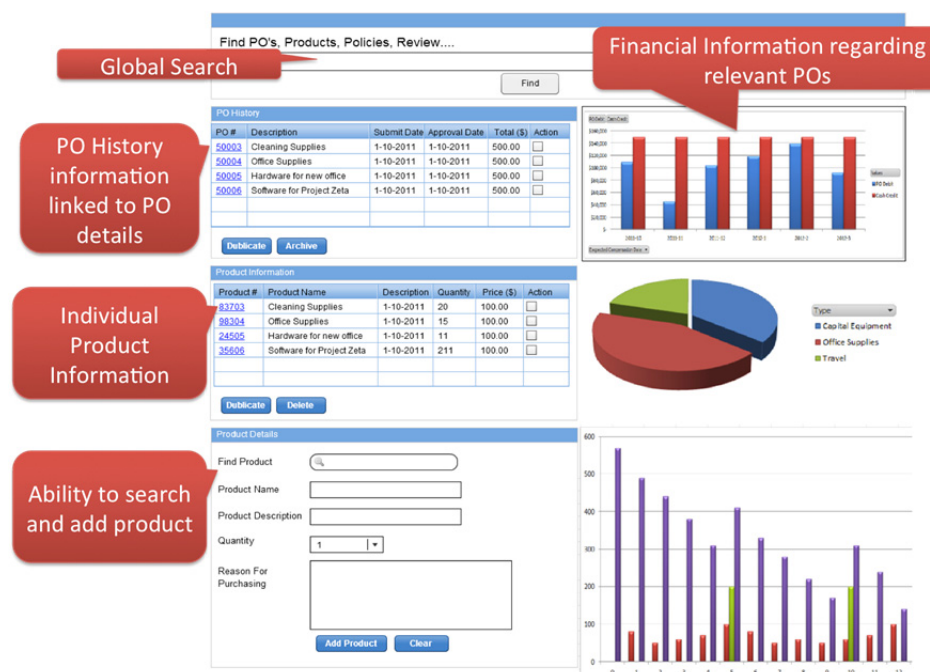 Find PO's, Products, Policies, Review....
Global Search
Find
Financial Information regarding
relevant POs
PO History
PO # Description Submit Date Approval Date Total ($) Action
50003 Cleaning Supplies 1-10-2011 1-10-2011 500.00
50004 Office Supplies 1-10-2011 1-10-2011 500.00
50005 Hardware for new office 1-10-2011 1-10-2011 500.00
50006 Software for Project Zeta 1-10-2011 1-10-2011 500.00
Dublicate Archive
PO History
information
linked to PO
details
Values
PO Debit
Cash Credit
Product Information
Product # Product Name Description Quantity Price ($) Action
83703 Cleaning Supplies 1-10-2011 20 100.00
98304 Office Supplies 1-10-2011 15 100.00
24505 Hardware for new office 1-10-2011 11 100.00
35606 Software for Project Zeta 1-10-2011 211 100.00
Dublicate Delete
Individual
Product
Information
Type
Capital Equipment
Office Supplies
Travel
Product Details
Find Product
Product Name
Product Description
Quantity 1
Reason For
Purchasing
Add Product Clear
Ability to search
and add product
600
500
400
300
200
100
0